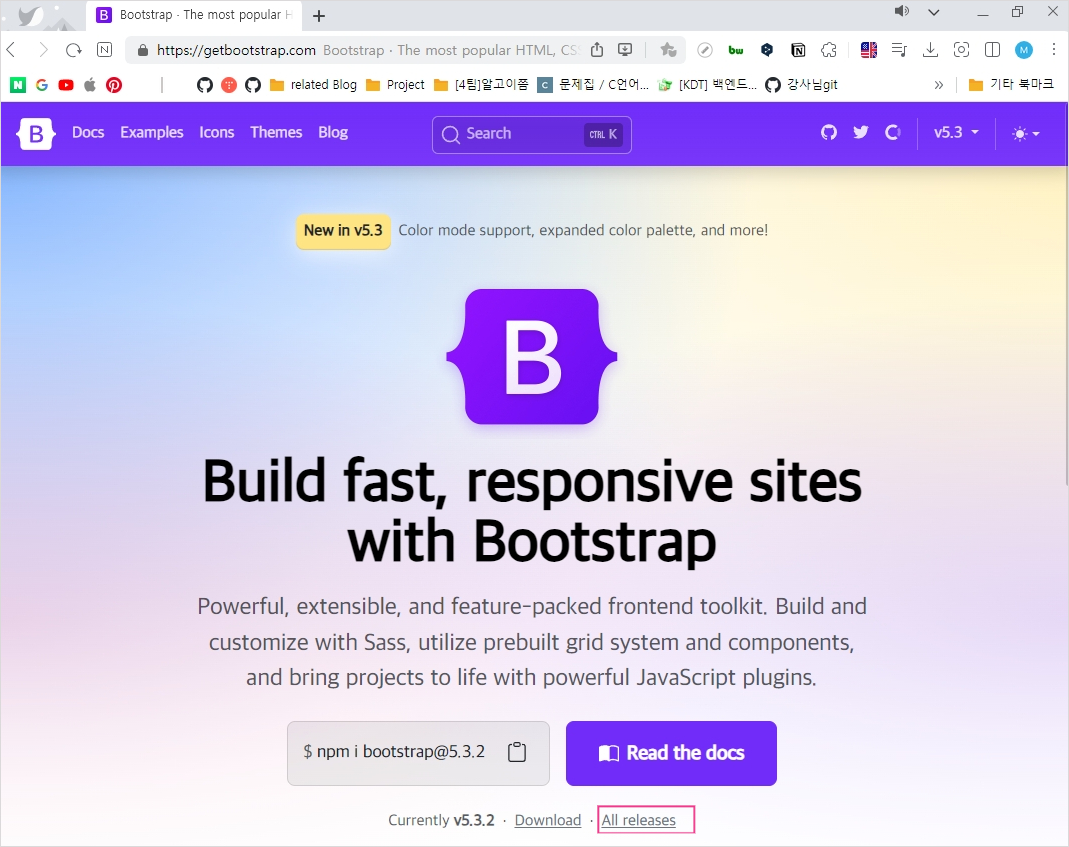 Bootstrap · The most popular H
https://getbootstrap.com Bootstrap · The most popular HTML, CS
related Blog Project [4팀]알고이쫌 문제집 / C언어... [KDT] 백엔드... 강사님git » 기타 북마크
B Docs Examples Icons Themes Blog Search CTRL K v5.3
New in v5.3 Color mode support, expanded color palette, and more!
B
Build fast, responsive sites
with Bootstrap
Powerful, extensible, and feature-packed frontend toolkit. Build and
customize with Sass, utilize prebuilt grid system and components,
and bring projects to life with powerful JavaScript plugins.
$ npm i bootstrap@5.3.2 Read the docs
Currently v5.3.2 · Download · All releases